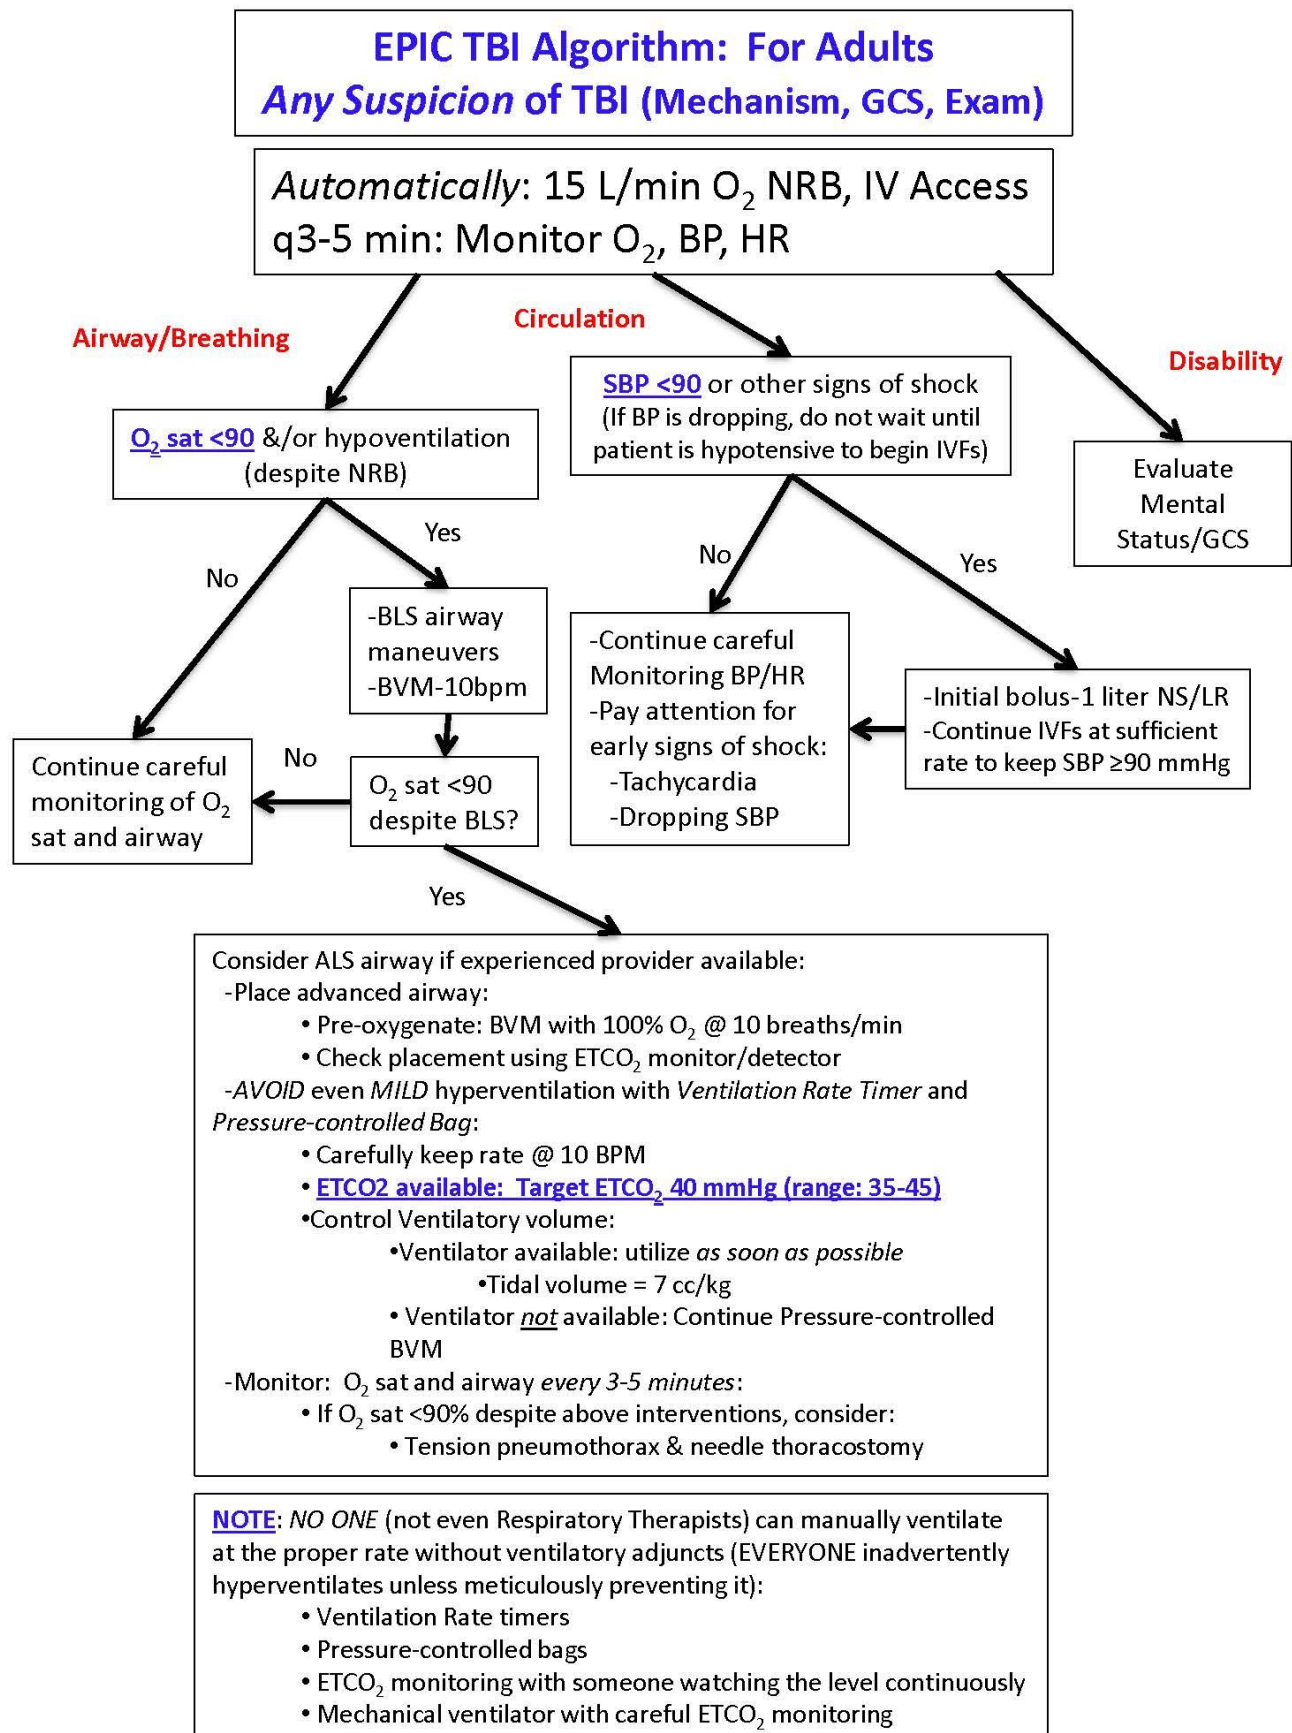 EPIC TBI Algorithm: For Adults
Any Suspicion of TBI (Mechanism, GCS, Exam)
Automatically: 15 L/min O₂ NRB, IV Access
q3-5 min: Monitor O₂, BP, HR
Airway/Breathing
Circulation
Disability
O₂ sat <90 &/or hypoventilation
(despite NRB)
SBP <90 or other signs of shock
(If BP is dropping, do not wait until
patient is hypotensive to begin IVFs)
Evaluate
Mental
Status/GCS
No
Yes
No
Yes
-BLS airway
maneuvers
-BVM-10bpm
-Continue careful
Monitoring BP/HR
-Pay attention for
early signs of shock:
-Tachycardia
-Dropping SBP
-Initial bolus-1 liter NS/LR
-Continue IVFs at sufficient
rate to keep SBP ≥90 mmHg
Continue careful
monitoring of O₂
sat and airway
No
O₂ sat <90
despite BLS?
Yes
Consider ALS airway if experienced provider available:
-Place advanced airway:
• Pre-oxygenate: BVM with 100% O₂ @ 10 breaths/min
• Check placement using ETCO₂ monitor/detector
-AVOID even MILD hyperventilation with Ventilation Rate Timer and
Pressure-controlled Bag:
• Carefully keep rate @ 10 BPM
• ETCO2 available: Target ETCO₂ 40 mmHg (range: 35-45)
•Control Ventilatory volume:
•Ventilator available: utilize as soon as possible
•Tidal volume = 7 cc/kg
• Ventilator not available: Continue Pressure-controlled
BVM
-Monitor: O₂ sat and airway every 3-5 minutes:
• If O₂ sat <90% despite above interventions, consider:
• Tension pneumothorax & needle thoracostomy
NOTE: NO ONE (not even Respiratory Therapists) can manually ventilate
at the proper rate without ventilatory adjuncts (EVERYONE inadvertently
hyperventilates unless meticulously preventing it):
• Ventilation Rate timers
• Pressure-controlled bags
• ETCO₂ monitoring with someone watching the level continuously
• Mechanical ventilator with careful ETCO₂ monitoring